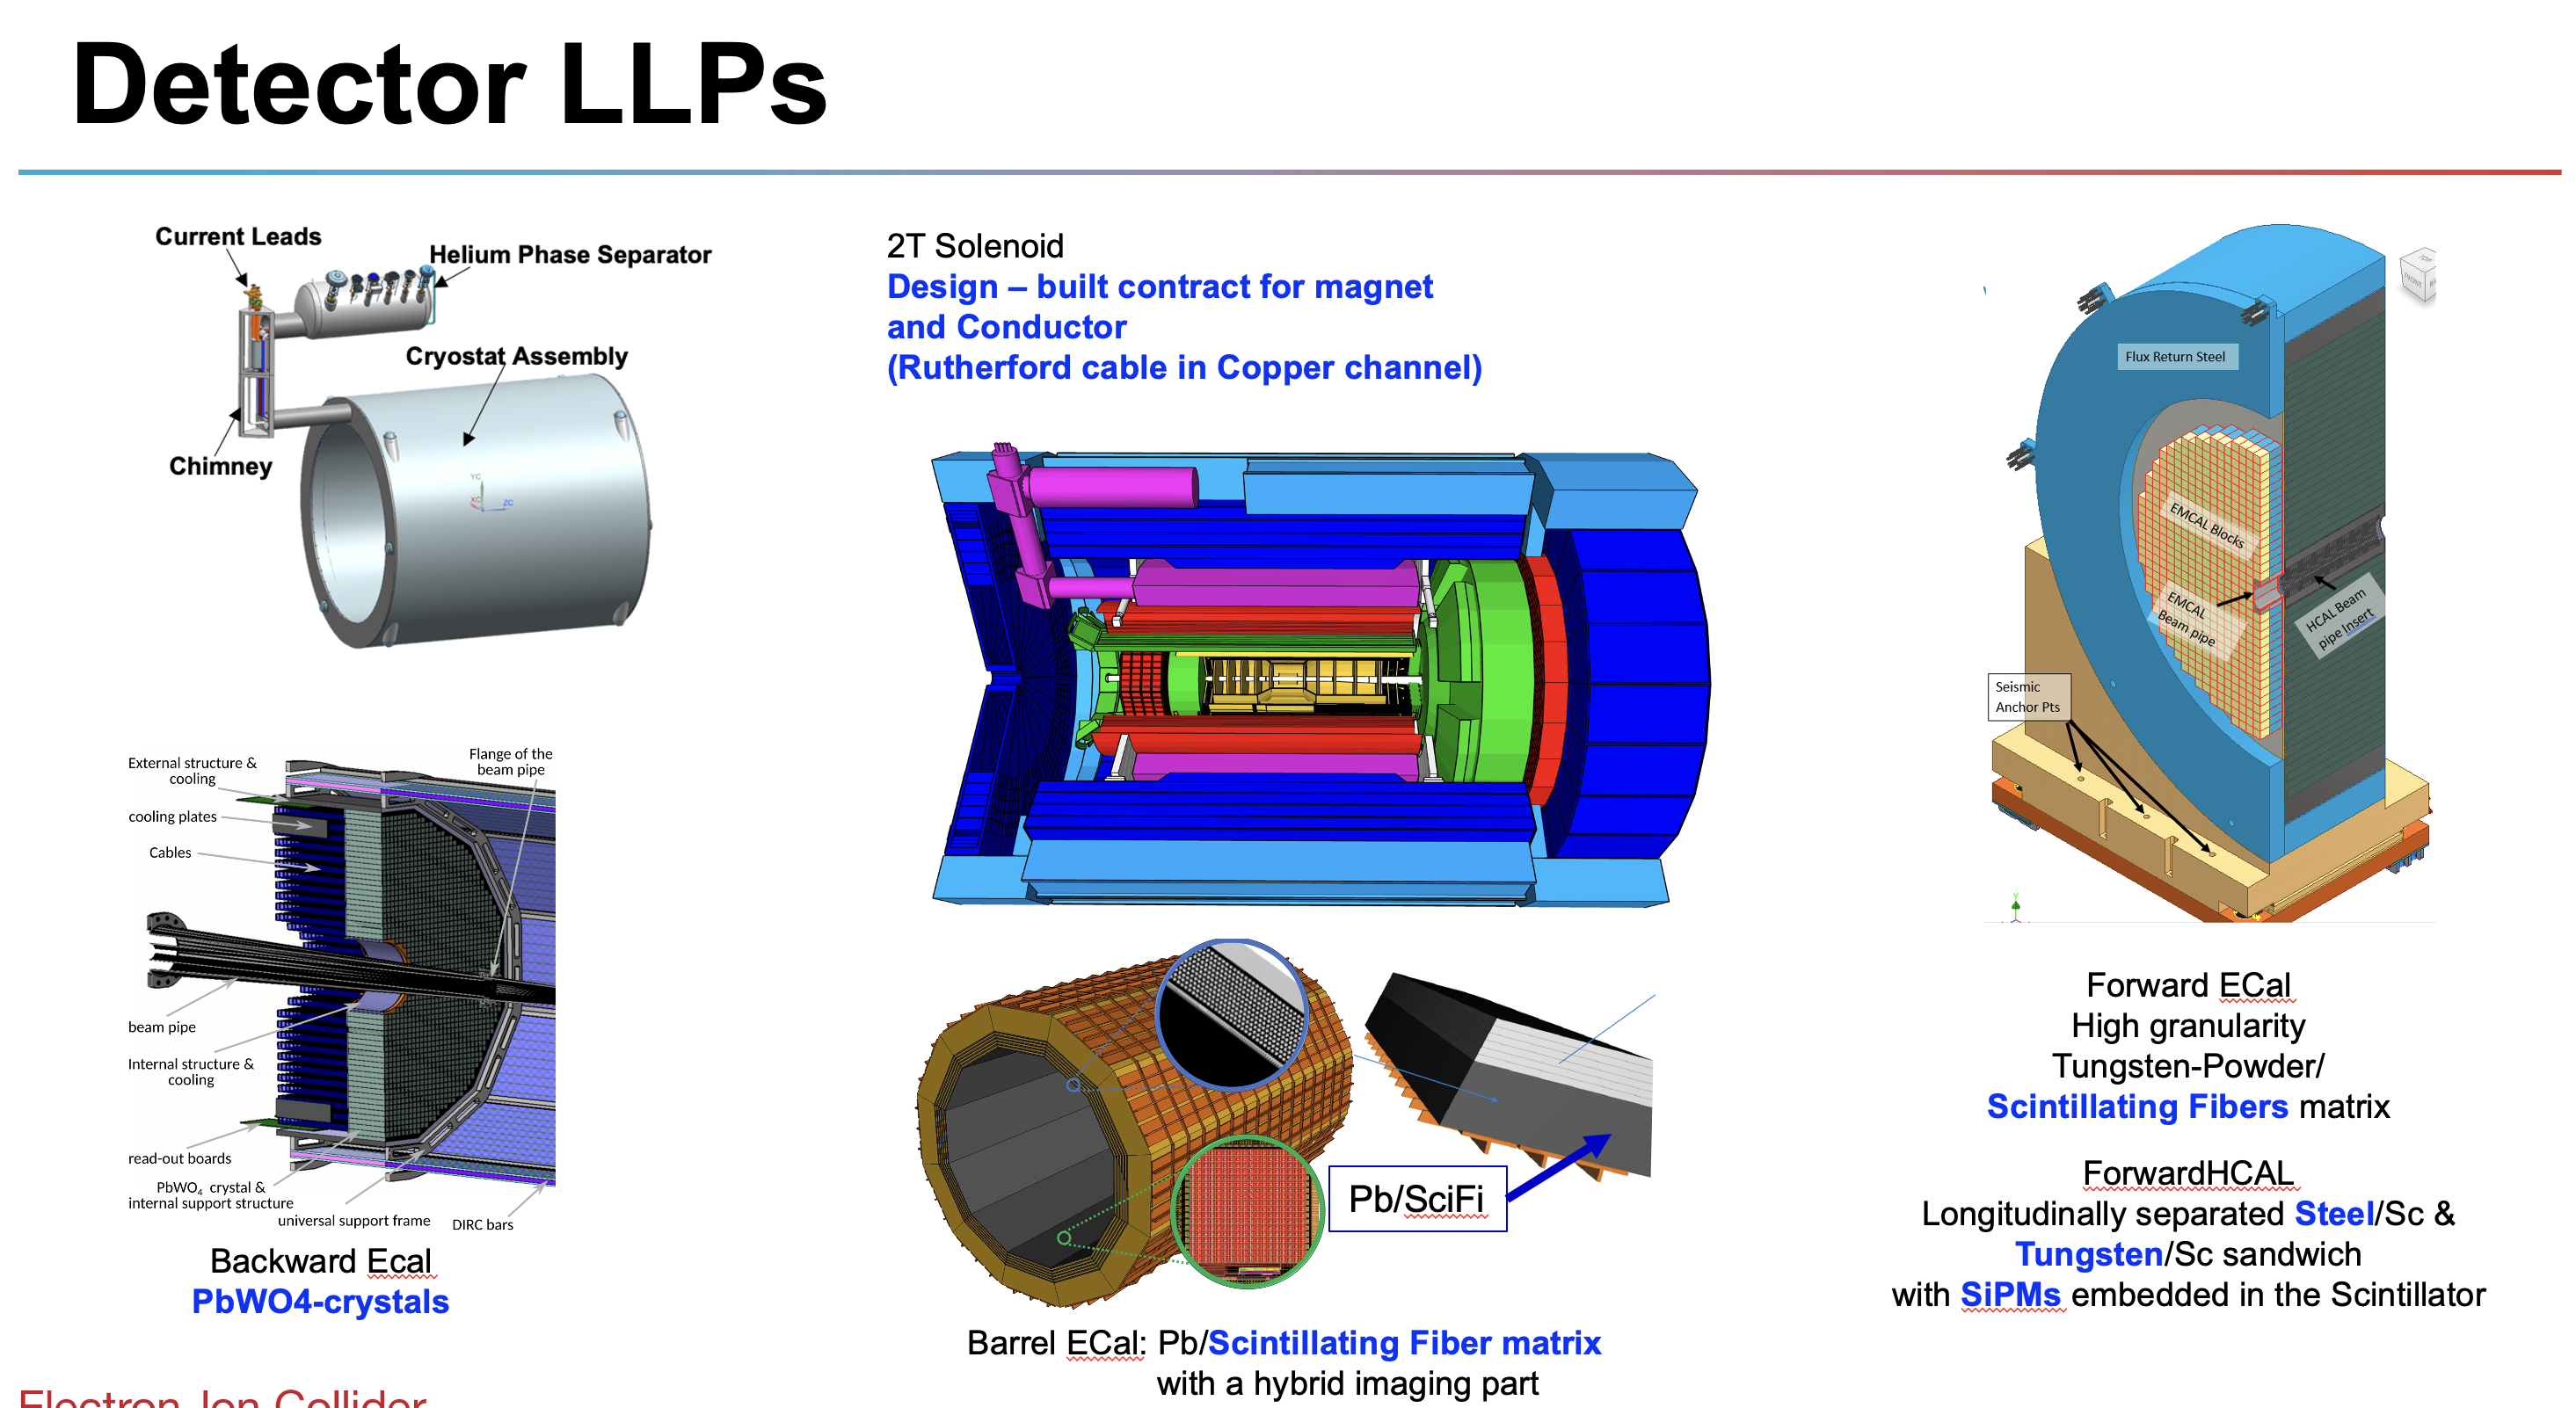 Detector LLPs
Current Leads
Helium Phase Separator
Cryostat Assembly
Chimney
YC
XC
ZC
2T Solenoid
Design – built contract for magnet
and Conductor
(Rutherford cable in Copper channel)
TOP
FRONT
Flux Return Steel
EMCAL Blocks
EMCAL
Beam pipe
HCAL Beam
pipe Insert
Seismic
Anchor Pts
Y
External structure &
cooling
Flange of the
beam pipe
cooling plates
Cables
beam pipe
Internal structure &
cooling
read-out boards
PbWO₄ crystal &
internal support structure
universal support frame
DIRC bars
Backward Ecal
PbWO4-crystals
Pb/SciFi
Barrel ECal: Pb/Scintillating Fiber matrix
with a hybrid imaging part
Forward ECal
High granularity
Tungsten-Powder/
Scintillating Fibers matrix
ForwardHCAL
Longitudinally separated Steel/Sc &
Tungsten/Sc sandwich
with SiPMs embedded in the Scintillator
Electron Ion Collider